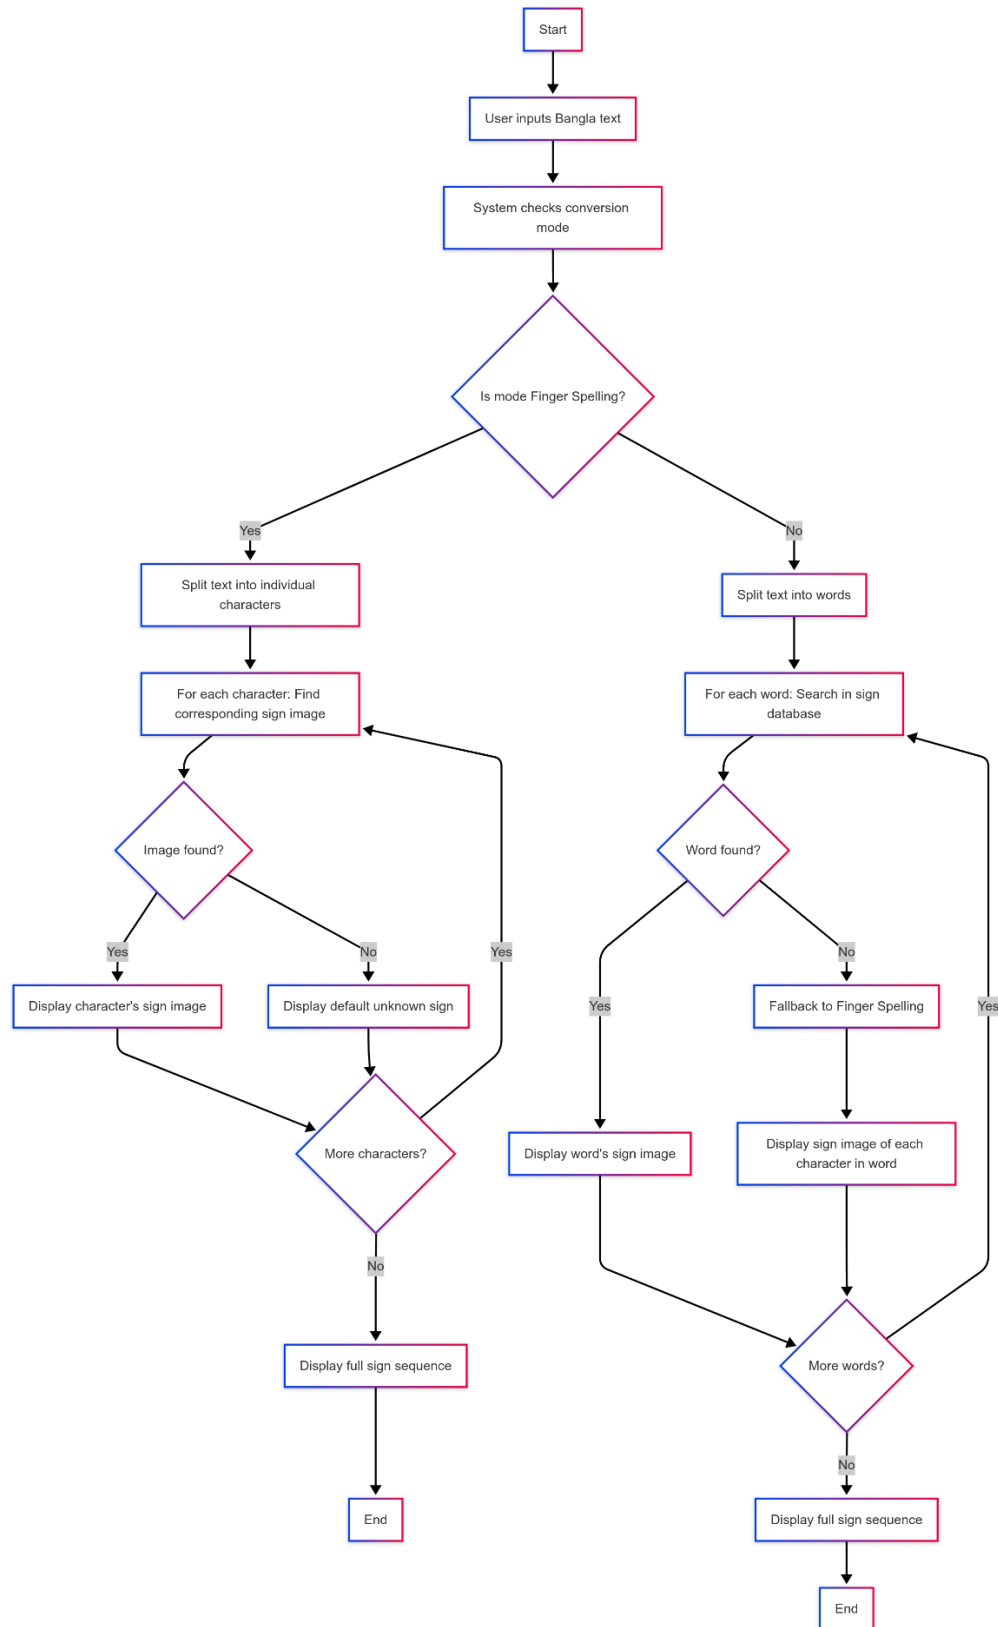 Start
User inputs Bangla text
System checks conversion
mode
Is mode Finger Spelling?
Yes
No
Split text into individual
characters
Split text into words
For each character: Find
corresponding sign image
For each word: Search in sign
database
Image found?
Word found?
Yes
No
Yes
No
Yes
Yes
Display character's sign image
Display default unknown sign
Fallback to Finger Spelling
More characters?
Display word's sign image
Display sign image of each
character in word
No
Display full sign sequence
More words?
No
End
Display full sign sequence
End